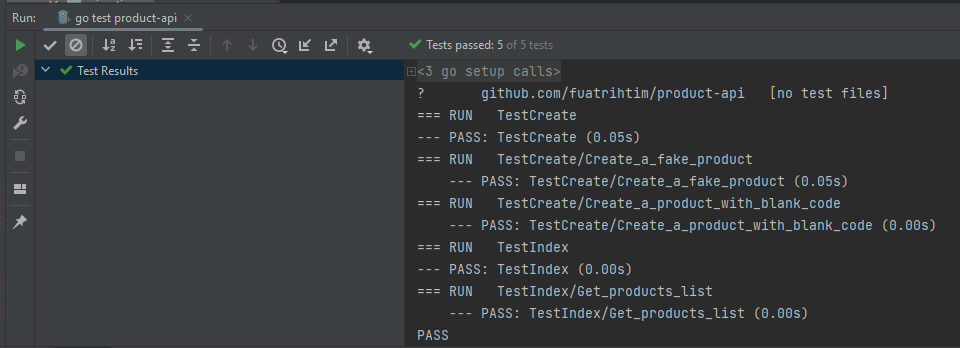 Run: go test product-api
Tests passed: 5 of 5 tests
Test Results
<3 go setup calls>
? github.com/fuatrihtim/product-api [no test files]
=== RUN TestCreate
--- PASS: TestCreate (0.05s)
=== RUN TestCreate/Create_a_fake_product
--- PASS: TestCreate/Create_a_fake_product (0.05s)
=== RUN TestCreate/Create_a_product_with_blank_code
--- PASS: TestCreate/Create_a_product_with_blank_code (0.00s)
=== RUN TestIndex
--- PASS: TestIndex (0.00s)
=== RUN TestIndex/Get_products_list
--- PASS: TestIndex/Get_products_list (0.00s)
PASS